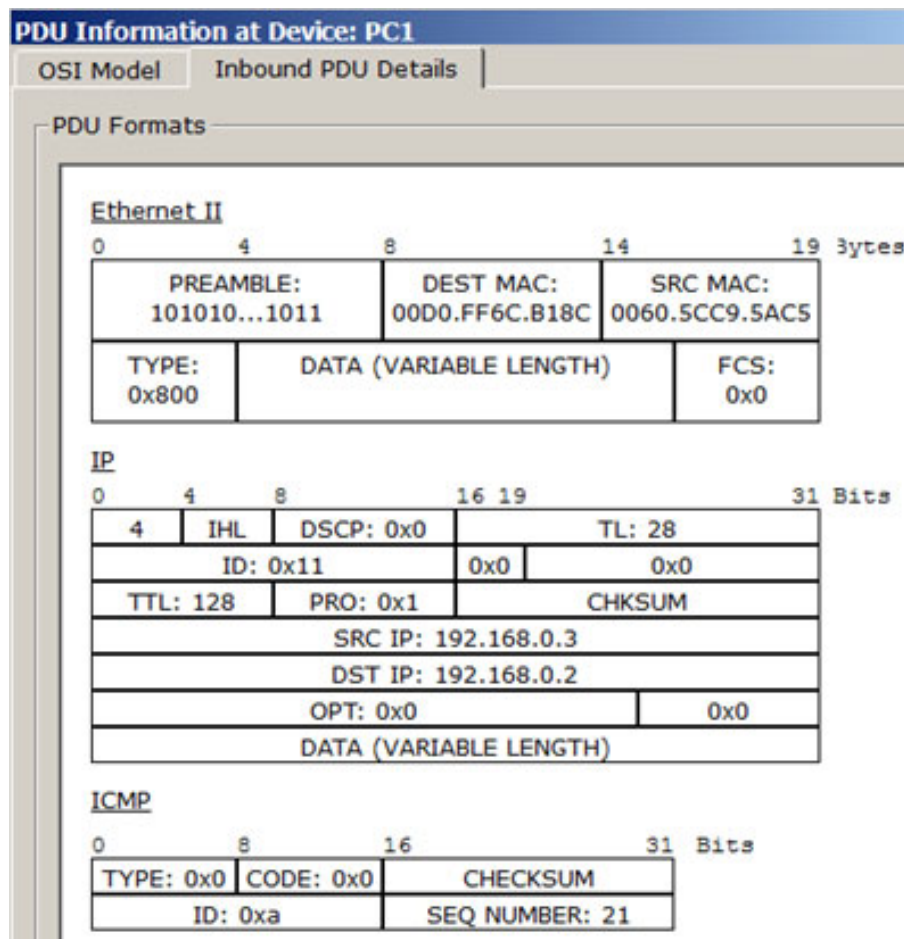 PDU Information at Device: PC1
OSI Model Inbound PDU Details
PDU Formats
Ethernet II
0 4 8 14 19 Bytes
PREAMBLE: DEST MAC: SRC MAC:
101010...1011 00D0.FF6C.B18C 0060.5CC9.5AC5
TYPE: DATA (VARIABLE LENGTH) FCS:
0x800 0x0
IP
0 4 8 16 19 31 Bits
4 IHL DSCP: 0x0 TL: 28
ID: 0x11 0x0 0x0
TTL: 128 PRO: 0x1 CHKSUM
SRC IP: 192.168.0.3
DST IP: 192.168.0.2
OPT: 0x0 0x0
DATA (VARIABLE LENGTH)
ICMP
0 8 16 31 Bits
TYPE: 0x0 CODE: 0x0 CHECKSUM
ID: 0xa SEQ NUMBER: 21